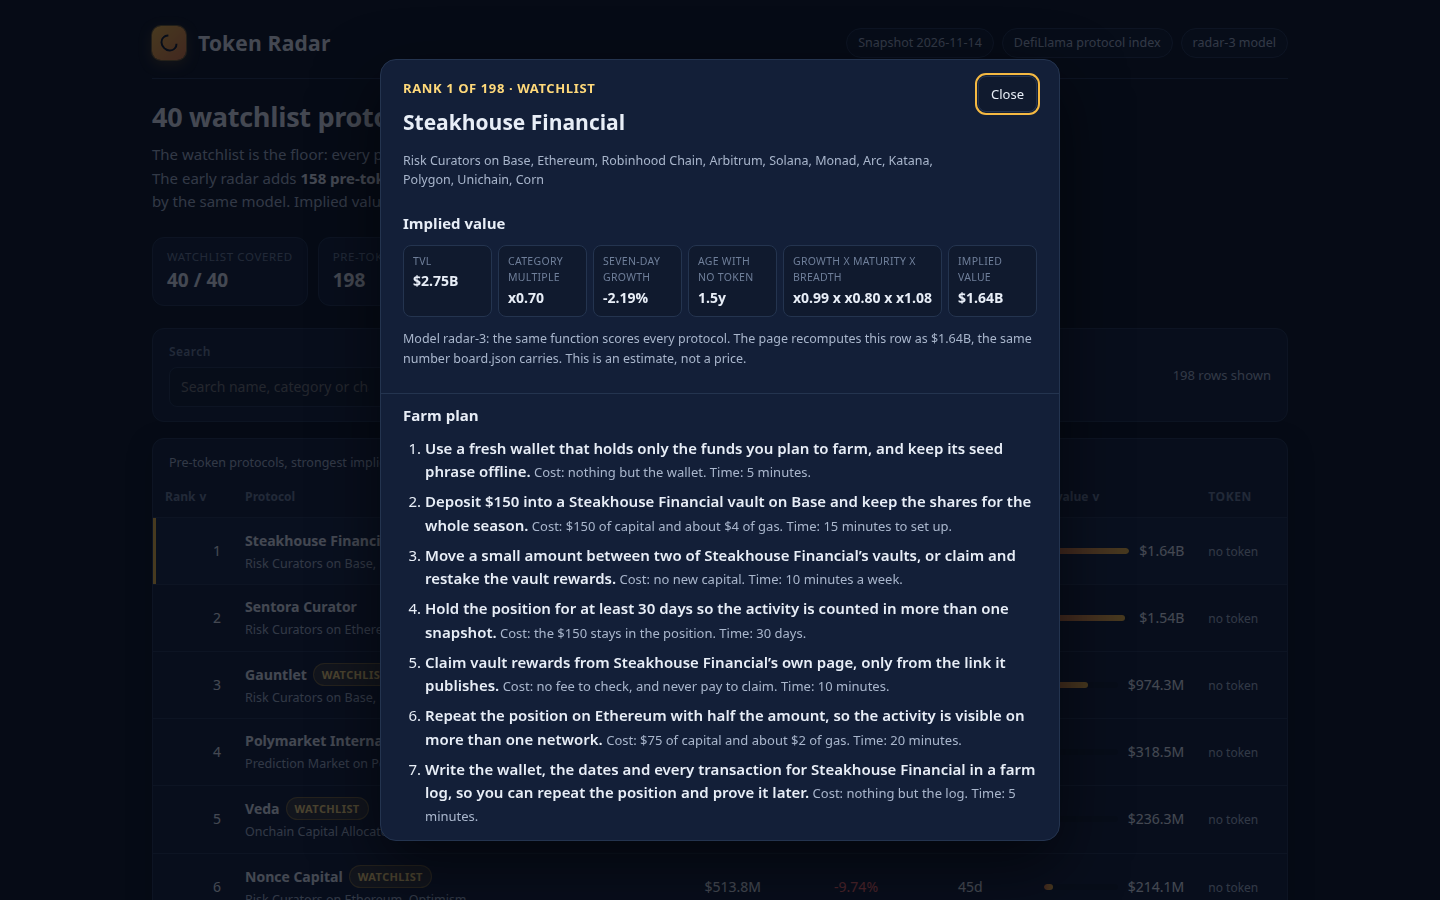 Token Radar
Snapshot 2026-11-14
DefiLlama protocol index
radar-3 model
40 watchlist
The watchlist is the floor: every
The early radar adds 158
by the same model. Implied
WATCHLIST COVERED
40 / 40
198
Search
Search name, category or ch
198 rows shown
Pre-token protocols, strongest
Rank v
Protocol
TOKEN
1
Steakhouse
Risk Curators on Base,
$1.64B
no token
2
Sentora Curator
Risk Curators on
$1.54B
no token
3
Gauntlet
Risk Curators on Base,
$974.3M
no token
4
Polymarket
Prediction Market on
$318.5M
no token
5
Veda WATCHLIST
Onchain Capital
$236.3M
no token
6
Nonce Capital WATCHLIST
Risk Curators on Ethereum, Optimism
$513.8M
-9.74%
45d
$214.1M
no token
RANK 1 OF 198 · WATCHLIST
Close
Steakhouse Financial
Risk Curators on Base, Ethereum, Robinhood Chain, Arbitrum, Solana, Monad, Arc, Katana,
Polygon, Unichain, Corn
Implied value
TVL
$2.75B
CATEGORY
MULTIPLE
x0.70
SEVEN-DAY
GROWTH
-2.19%
AGE WITH
NO TOKEN
1.5y
GROWTH X MATURITY X
BREADTH
x0.99 x x0.80 x x1.08
IMPLIED
VALUE
$1.64B
Model radar-3: the same function scores every protocol. The page recomputes this row as $1.64B, the same
number board.json carries. This is an estimate, not a price.
Farm plan
1. Use a fresh wallet that holds only the funds you plan to farm, and keep its seed
phrase offline. Cost: nothing but the wallet. Time: 5 minutes.
2. Deposit $150 into a Steakhouse Financial vault on Base and keep the shares for the
whole season. Cost: $150 of capital and about $4 of gas. Time: 15 minutes to set up.
3. Move a small amount between two of Steakhouse Financial’s vaults, or claim and
restake the vault rewards. Cost: no new capital. Time: 10 minutes a week.
4. Hold the position for at least 30 days so the activity is counted in more than one
snapshot. Cost: the $150 stays in the position. Time: 30 days.
5. Claim vault rewards from Steakhouse Financial’s own page, only from the link it
publishes. Cost: no fee to check, and never pay to claim. Time: 10 minutes.
6. Repeat the position on Ethereum with half the amount, so the activity is visible on
more than one network. Cost: $75 of capital and about $2 of gas. Time: 20 minutes.
7. Write the wallet, the dates and every transaction for Steakhouse Financial in a farm
log, so you can repeat the position and prove it later. Cost: nothing but the log. Time: 5
minutes.